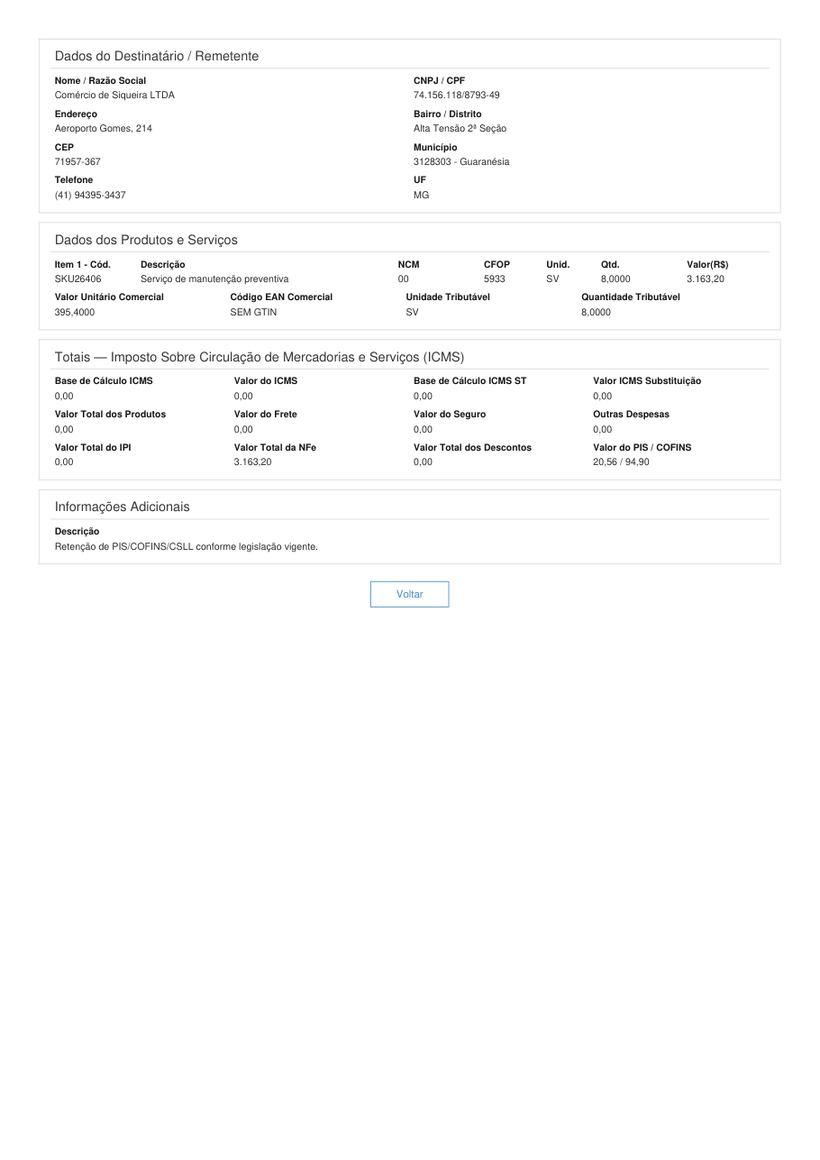 Dados do Destinatário / Remetente
Nome / Razão Social CNPJ / CPF
Comércio de Siqueira LTDA 74.156.118/8793-49
Endereço Bairro / Distrito
Aeroporto Gomes, 214 Alta Tensão 2ª Seção
CEP Município
71957-367 3128303 - Guaranésia
Telefone UF
(41) 94395-3437 MG
Dados dos Produtos e Serviços
Item 1 - Cód. Descrição NCM CFOP Unid. Qtd. Valor(R$)
SKU26406 Serviço de manutenção preventiva 00 5933 SV 8,0000 3.163,20
Valor Unitário Comercial Código EAN Comercial Unidade Tributável Quantidade Tributável
395,4000 SEM GTIN SV 8,0000
Totais — Imposto Sobre Circulação de Mercadorias e Serviços (ICMS)
Base de Cálculo ICMS Valor do ICMS Base de Cálculo ICMS ST Valor ICMS Substituição
0,00 0,00 0,00 0,00
Valor Total dos Produtos Valor do Frete Valor do Seguro Outras Despesas
0,00 0,00 0,00 0,00
Valor Total do IPI Valor Total da NFe Valor Total dos Descontos Valor do PIS / COFINS
0,00 3.163,20 0,00 20,56 / 94,90
Informações Adicionais
Descrição
Retenção de PIS/COFINS/CSLL conforme legislação vigente.
Voltar